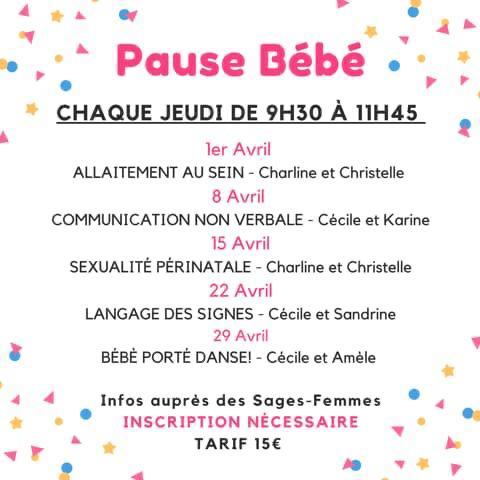 Pause Bébé
CHAQUE JEUDI DE 9H30 À 11H45
1er Avril
ALLAITEMENT AU SEIN - Charline et Christelle
8 Avril
COMMUNICATION NON VERBALE - Cécile et Karine
15 Avril
SEXUALITÉ PÉRINATALE - Charline et Christelle
22 Avril
LANGAGE DES SIGNES - Cécile et Sandrine
29 Avril
BÉBÈ PORTÉ DANSE! - Cécile et Amèle
Infos auprès des Sages-Femmes
INSCRIPTION NÉCESSAIRE
TARIF 15€